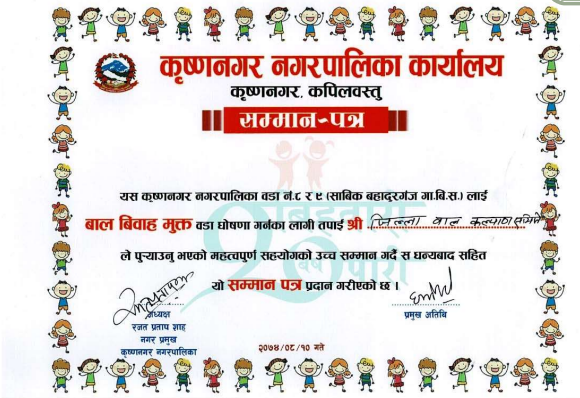 कृष्णनगर नगरपालिका कार्यालय
कृष्णनगर, कपिलवस्तु
सम्मान-पत्र
यस कृष्णनगर नगरपालिका वडा नं.८ र ९ (साबिक बहादुरगंज गा.बि.स.) लाई
बाल बिवाह मुक्त वडा घोषणा गर्नका लागी तपाई श्री जिल्ला बाल कल्याण समिति
ले पुऱ्याउनु भएको महत्वपूर्ण सहयोगको उच्च सम्मान गर्दै स धन्यबाद सहित
यो सम्मान पत्र प्रदान गरीएको छ ।
अध्यक्ष
रजत प्रताप शाह
नगर प्रमुख
कृष्णनगर नगरपालिका
प्रमुख अतिथि
२०७४/०८/१० गते